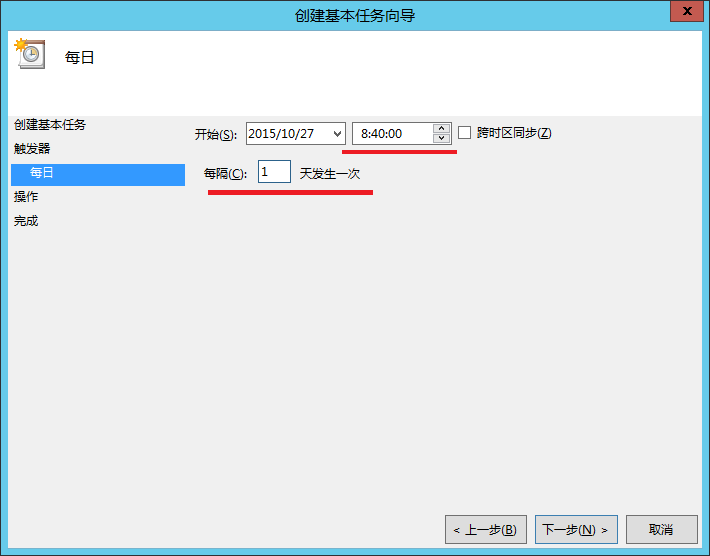 创建基本任务向导
x
每日
创建基本任务
触发器
每日
操作
完成
开始(S): 2015/10/27 8:40:00 跨时区同步(Z)
每隔(C): 1 天发生一次
< 上一步(B) 下一步(N) > 取消